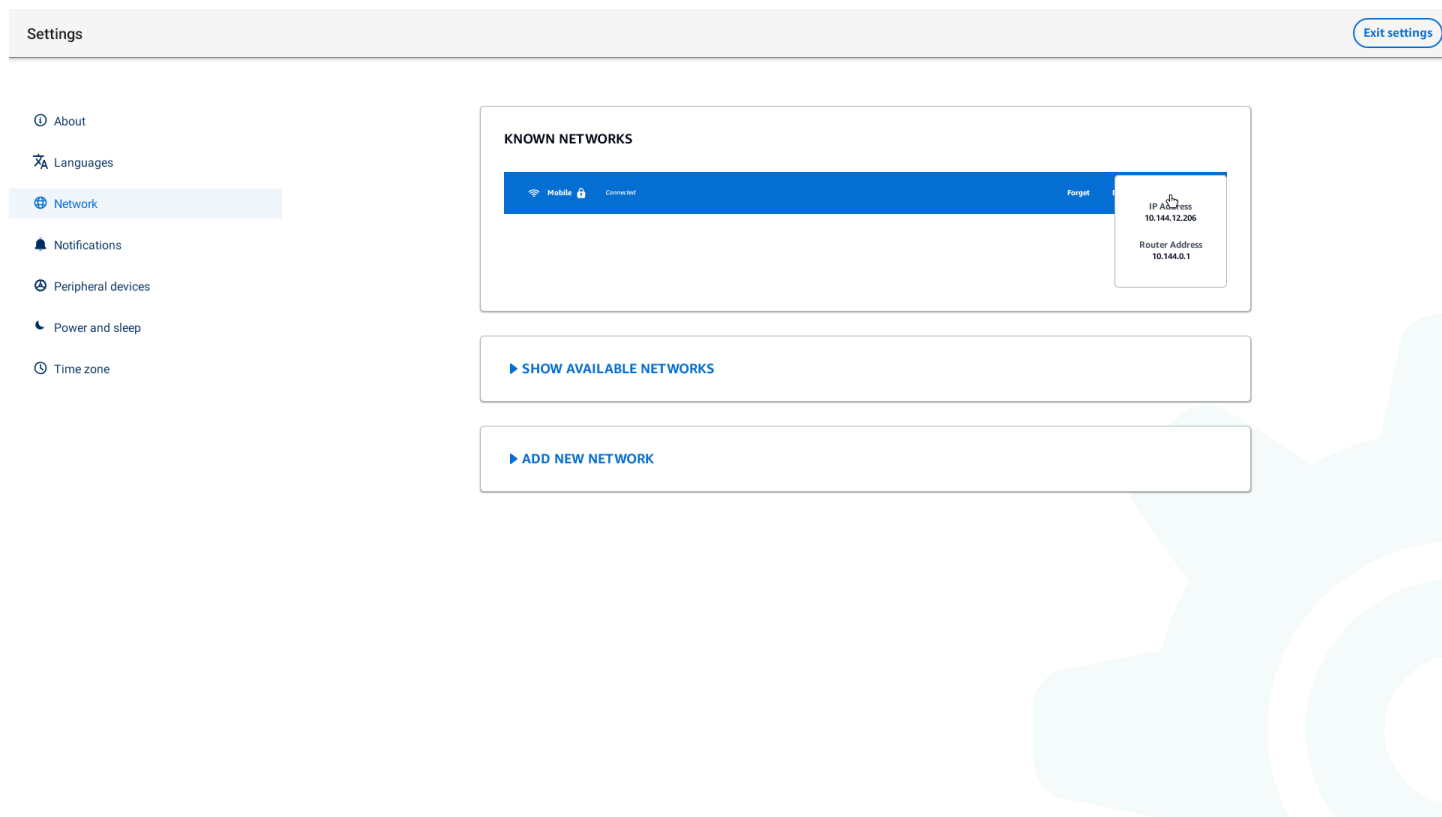 Settings
Exit settings
About
Languages
Network
Notifications
Peripheral devices
Power and sleep
Time zone
KNOWN NETWORKS
Mobile Connected Forget
IP Address
10.144.12.206
Router Address
10.144.0.1
SHOW AVAILABLE NETWORKS
ADD NEW NETWORK